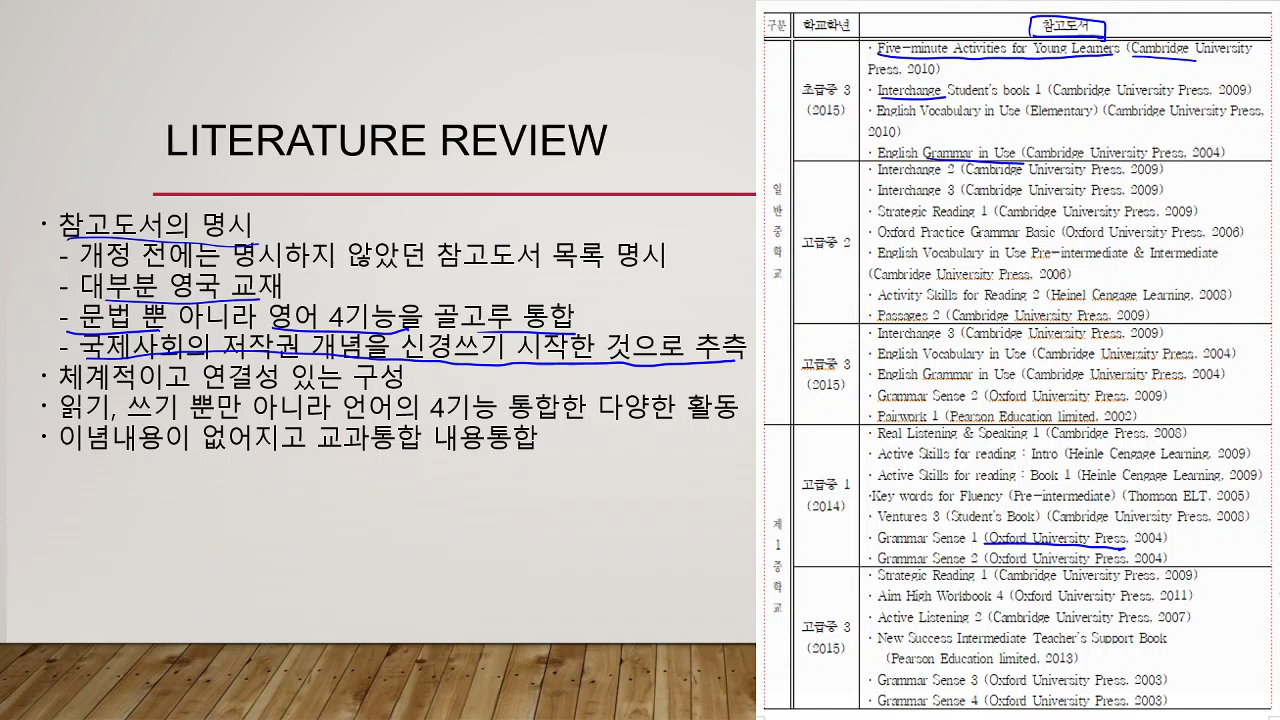 LITERATURE REVIEW
• 참고도서의 명시
- 개정 전에는 명시하지 않았던 참고도서 목록 명시
- 대부분 영국 교재
- 문법 뿐 아니라 영어 4기능을 골고루 통합
- 국제사회의 저작권 개념을 신경쓰기 시작한 것으로 추측
• 체계적이고 연결성 있는 구성
• 읽기, 쓰기 뿐만 아니라 언어의 4기능 통합한 다양한 활동
• 이념내용이 없어지고 교과통합 내용통합
구분 학교학년 참고도서
일반중학교
초급중 3
(2015)
· Five-minute Activities for Young Learners (Cambridge University
Press, 2010)
· Interchange Student's book 1 (Cambridge University Press, 2009)
· English Vocabulary in Use (Elementary) (Cambridge University Press,
2010)
· English Grammar in Use (Cambridge University Press, 2004)
고급중 2
· Interchange 2 (Cambridge University Press, 2009)
· Interchange 3 (Cambridge University Press, 2009)
· Strategic Reading 1 (Cambridge University Press, 2009)
· Oxford Practice Grammar Basic (Oxford University Press, 2006)
· English Vocabulary in Use Pre-intermediate & Intermediate
(Cambridge University Press, 2006)
· Activity Skills for Reading 2 (Heinel Cengage Learning, 2008)
· Passages 2 (Cambridge University Press, 2009)
고급중 3
(2015)
· Interchange 3 (Cambridge University Press, 2009)
· English Vocabulary in Use (Cambridge University Press, 2004)
· English Grammar in Use (Cambridge University Press, 2004)
· Grammar Sense 2 (Oxford University Press, 2009)
· Pairwork 1 (Pearson Education limited, 2002)
제1중학교
고급중 1
(2014)
· Real Listening & Speaking 1 (Cambridge Press, 2008)
· Active Skills for reading : Intro (Heinle Cengage Learning, 2009)
· Active Skills for reading : Book 1 (Heinle Cengage Learning, 2009)
·Key words for Fluency (Pre-intermediate) (Thomson ELT, 2005)
· Ventures 3 (Student's Book) (Cambridge University Press, 2008)
· Grammar Sense 1 (Oxford University Press, 2004)
· Grammar Sense 2 (Oxford University Press, 2004)
고급중 3
(2015)
· Strategic Reading 1 (Cambridge University Press, 2009)
· Aim High Workbook 4 (Oxford University Press, 2011)
· Active Listening 2 (Cambridge University Press, 2007)
· New Success Intermediate Teacher's Support Book
(Pearson Education limited, 2013)
· Grammar Sense 3 (Oxford University Press, 2003)
· Grammar Sense 4 (Oxford University Press, 2003)